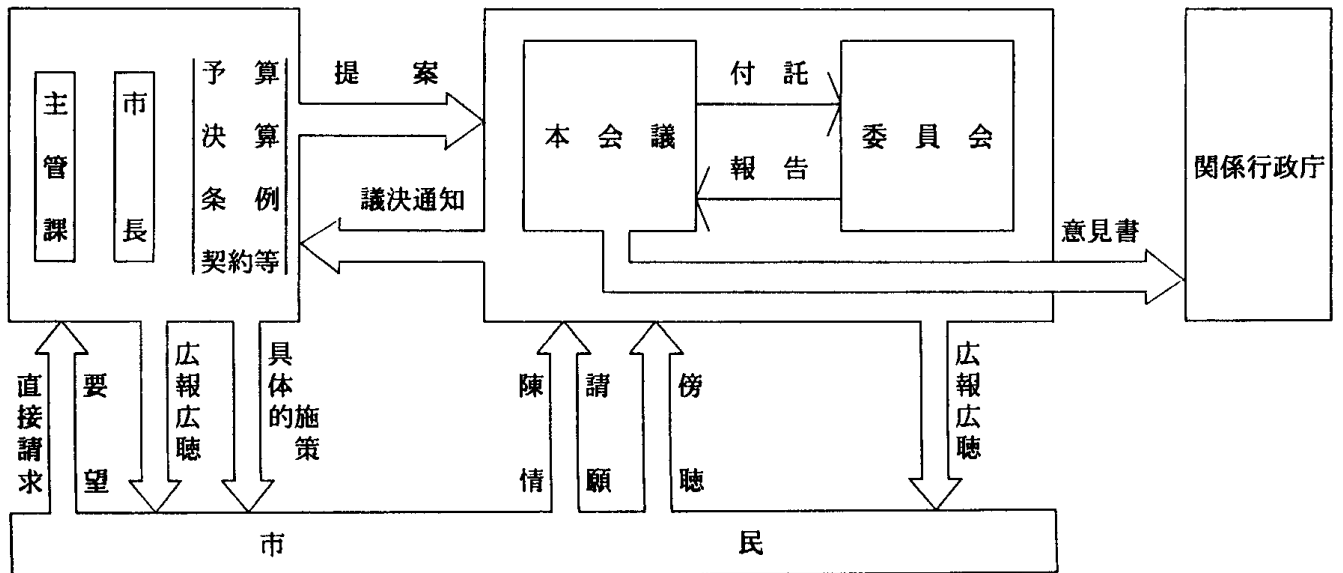 主管課
市長
予算
決算
条例
契約等
提案
議決通知
本会議
付託
報告
委員会
意見書
関係行政庁
直接請求
要望
広報広聴
具体的施策
陳情
請願
傍聴
広報広聴
市民